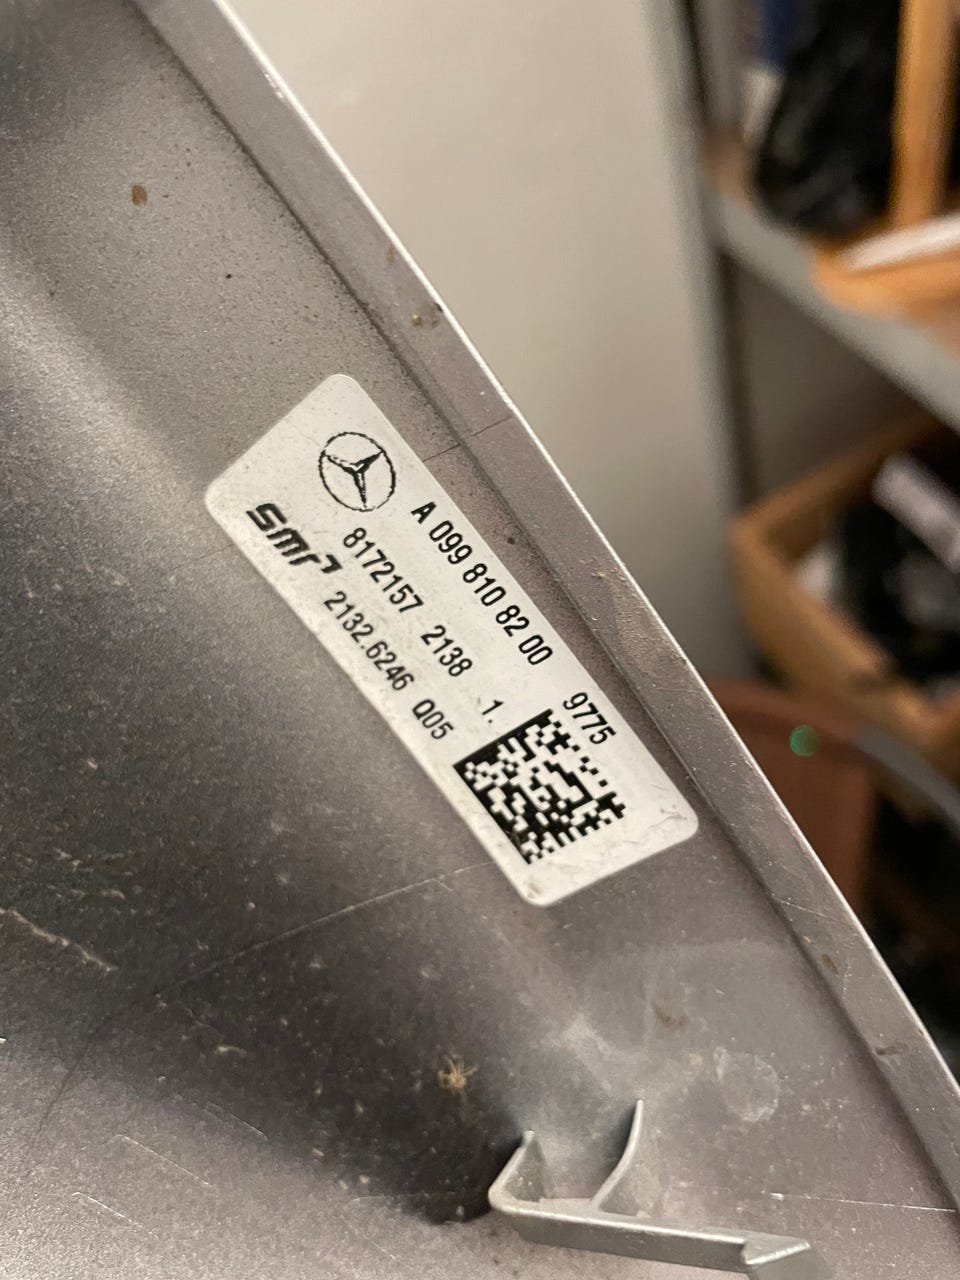 A 099 810 82 00 9775
8172157 2138 1.
smr 2132.6246 Q05